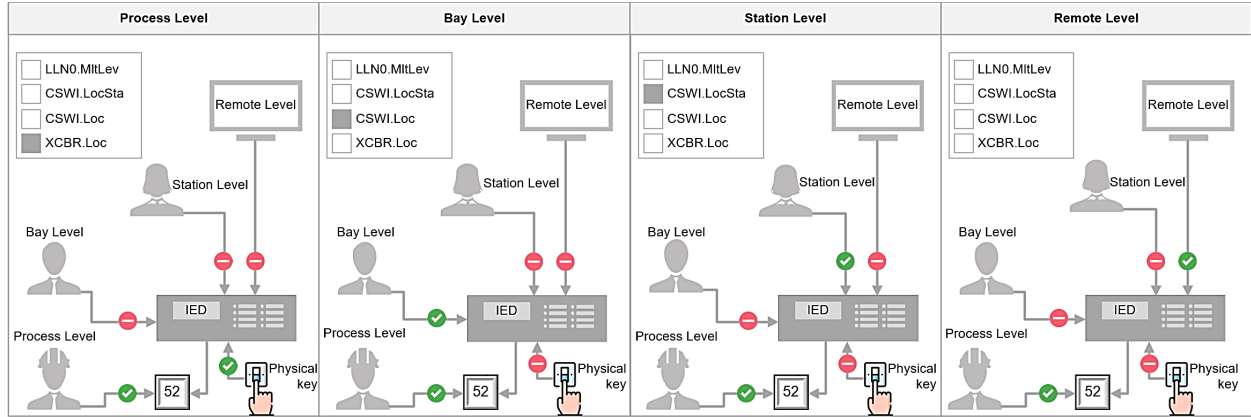 Process Level
Bay Level
Station Level
Remote Level
LLN0.MltLev
CSWI.LocSta
CSWI.Loc
XCBR.Loc
Remote Level
Station Level
Bay Level
IED
Process Level
52
Physical
key
LLN0.MltLev
CSWI.LocSta
CSWI.Loc
XCBR.Loc
Remote Level
Station Level
Bay Level
IED
Process Level
52
Physical
key
LLN0.MltLev
CSWI.LocSta
CSWI.Loc
XCBR.Loc
Remote Level
Station Level
Bay Level
IED
Process Level
52
Physical
key
LLN0.MltLev
CSWI.LocSta
CSWI.Loc
XCBR.Loc
Remote Level
Station Level
Bay Level
IED
Process Level
52
Physical
key